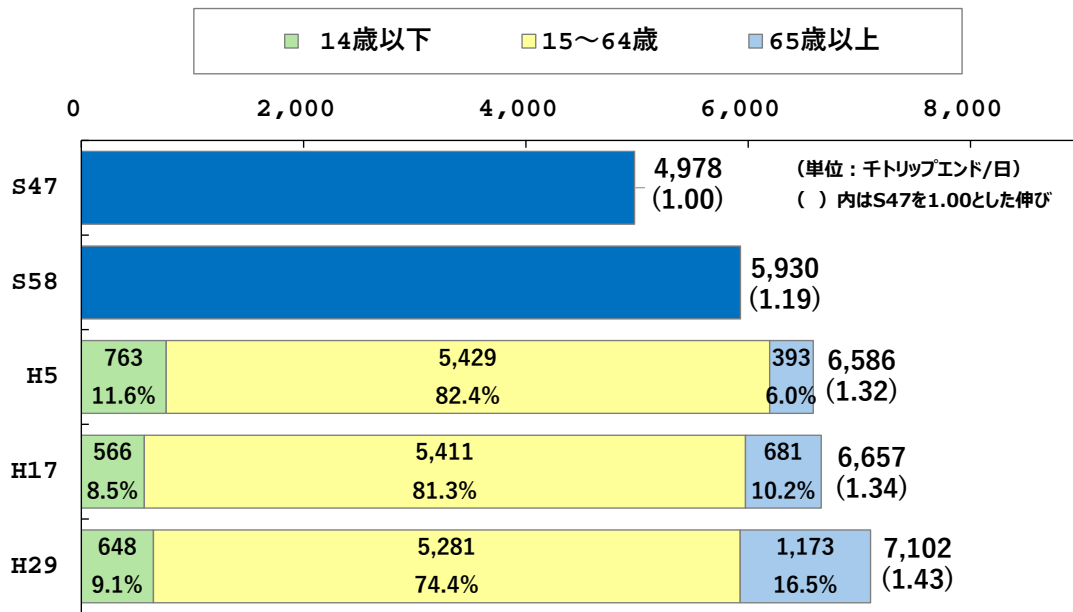 14歳以下 15～64歳 65歳以上
0 2,000 4,000 6,000 8,000
S47 4,978
(1.00)
(単位：千トリップエンド/日)
(　) 内はS47を1.00とした伸び
S58 5,930
(1.19)
H5
763 5,429 393 6,586
11.6% 82.4% 6.0% (1.32)
H17
566 5,411 681 6,657
8.5% 81.3% 10.2% (1.34)
H29
648 5,281 1,173 7,102
9.1% 74.4% 16.5% (1.43)